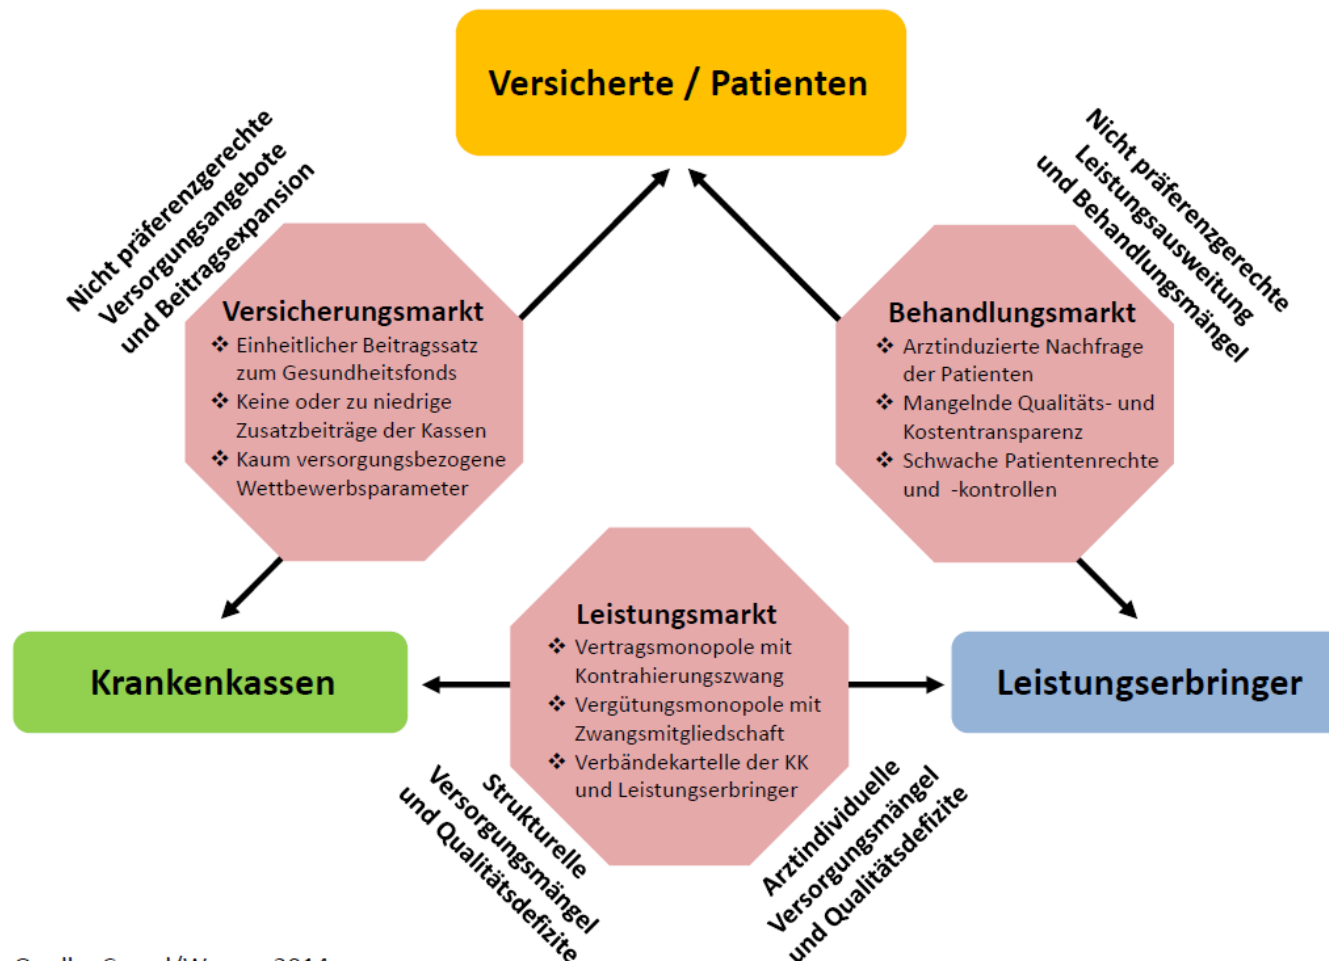 Versicherte / Patienten
Nicht präferenzgerechte
Versorgungsangebote
und Beitragsexpansion
Nicht präferenzgerechte
Leistungsausweitung
und Behandlungsmängel
Versicherungsmarkt
❖ Einheitlicher Beitragssatz
zum Gesundheitsfonds
❖ Keine oder zu niedrige
Zusatzbeiträge der Kassen
❖ Kaum versorgungsbezogene
Wettbewerbsparameter
Behandlungsmarkt
❖ Arztinduzierte Nachfrage
der Patienten
❖ Mangelnde Qualitäts- und
Kostentransparenz
❖ Schwache Patientenrechte
und -kontrollen
Krankenkassen
Leistungsmarkt
❖ Vertragsmonopole mit
Kontrahierungszwang
❖ Vergütungsmonopole mit
Zwangsmitgliedschaft
❖ Verbändekartelle der KK
und Leistungserbringer
Leistungserbringer
Strukturelle
Versorgungsmängel
und Qualitätsdefizite
Arztindividuelle
Versorgungsmängel
und Qualitätsdefizite